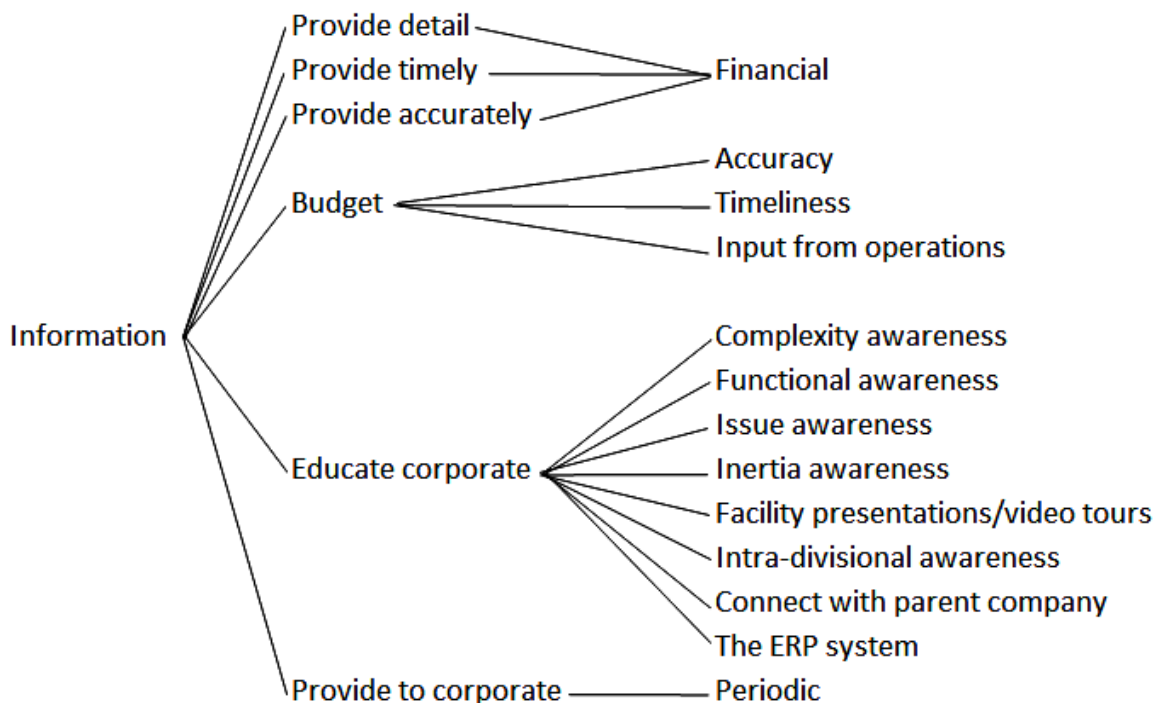 Provide detail
Provide timely
Financial
Provide accurately
Accuracy
Budget
Timeliness
Input from operations
Information
Complexity awareness
Functional awareness
Issue awareness
Educate corporate
Inertia awareness
Facility presentations/video tours
Intra-divisional awareness
Connect with parent company
The ERP system
Provide to corporate
Periodic